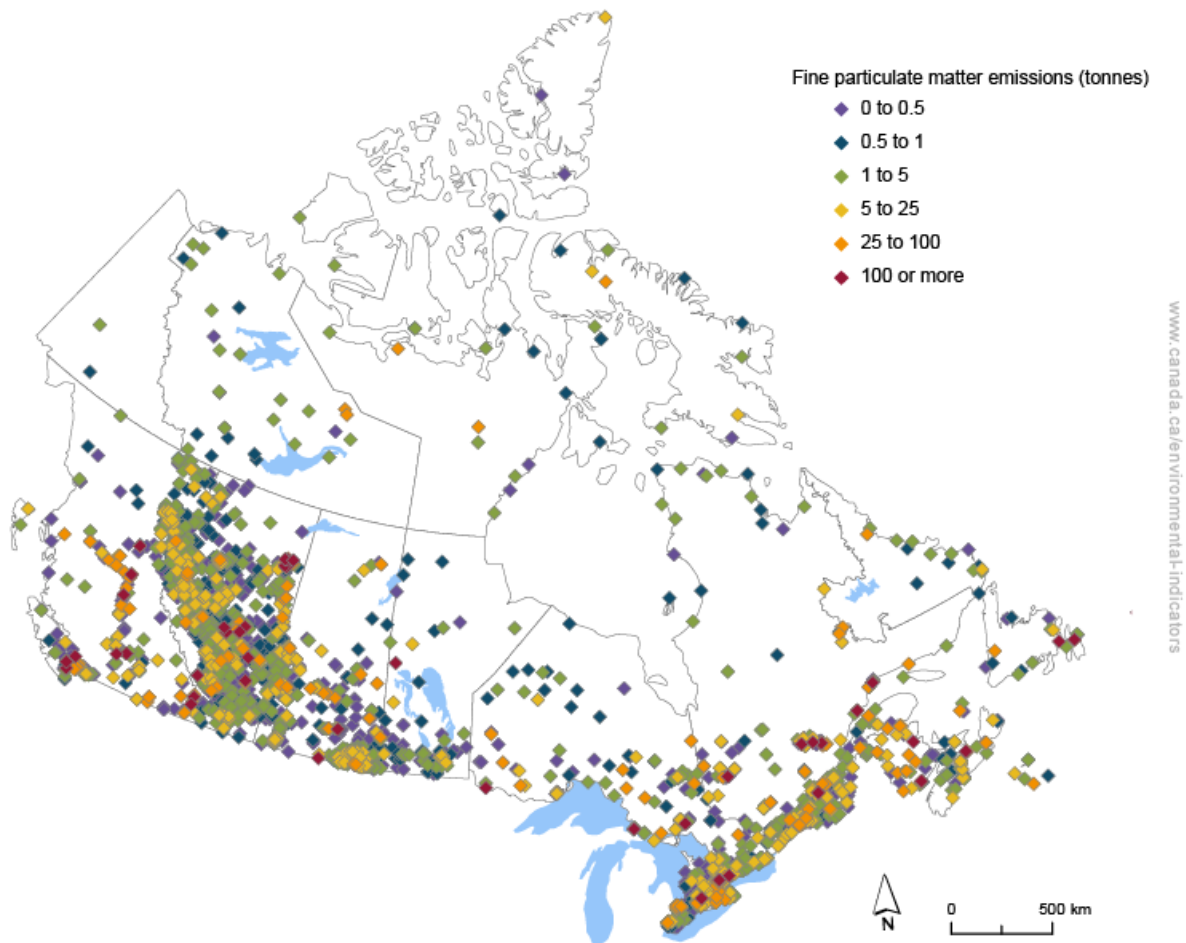 Fine particulate matter emissions (tonnes)
0 to 0.5
0.5 to 1
1 to 5
5 to 25
25 to 100
100 or more
www.canada.ca/environmental-indicators
N
0 500 km